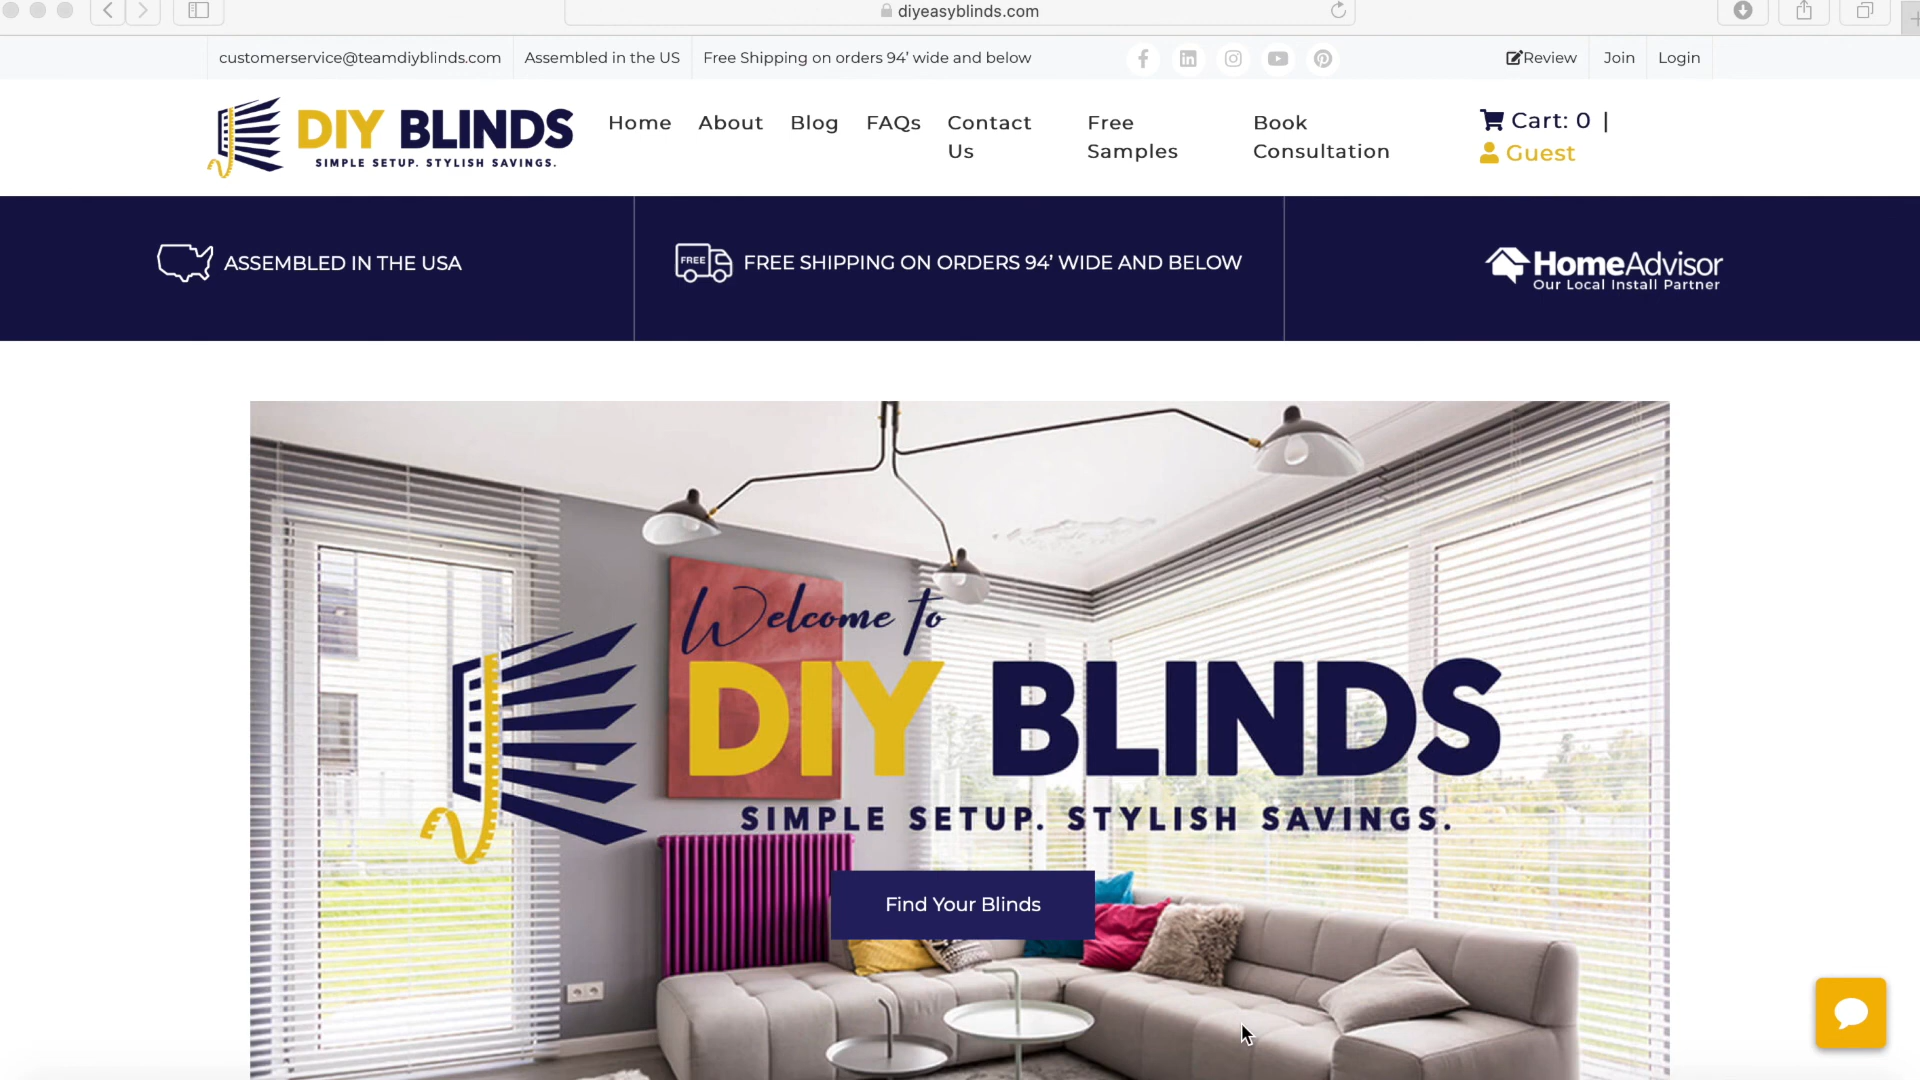 diyeasyblinds.com
customerservice@teamdiyblinds.com Assembled in the US Free Shipping on orders 94’ wide and below Review Join Login
DIY BLINDS
SIMPLE SETUP. STYLISH SAVINGS.
Home About Blog FAQs Contact Us Free Samples Book Consultation
Cart: 0 |
Guest
ASSEMBLED IN THE USA
FREE
FREE SHIPPING ON ORDERS 94’ WIDE AND BELOW
HomeAdvisor
Our Local Install Partner
Welcome to
DIY BLINDS
SIMPLE SETUP. STYLISH SAVINGS.
Find Your Blinds